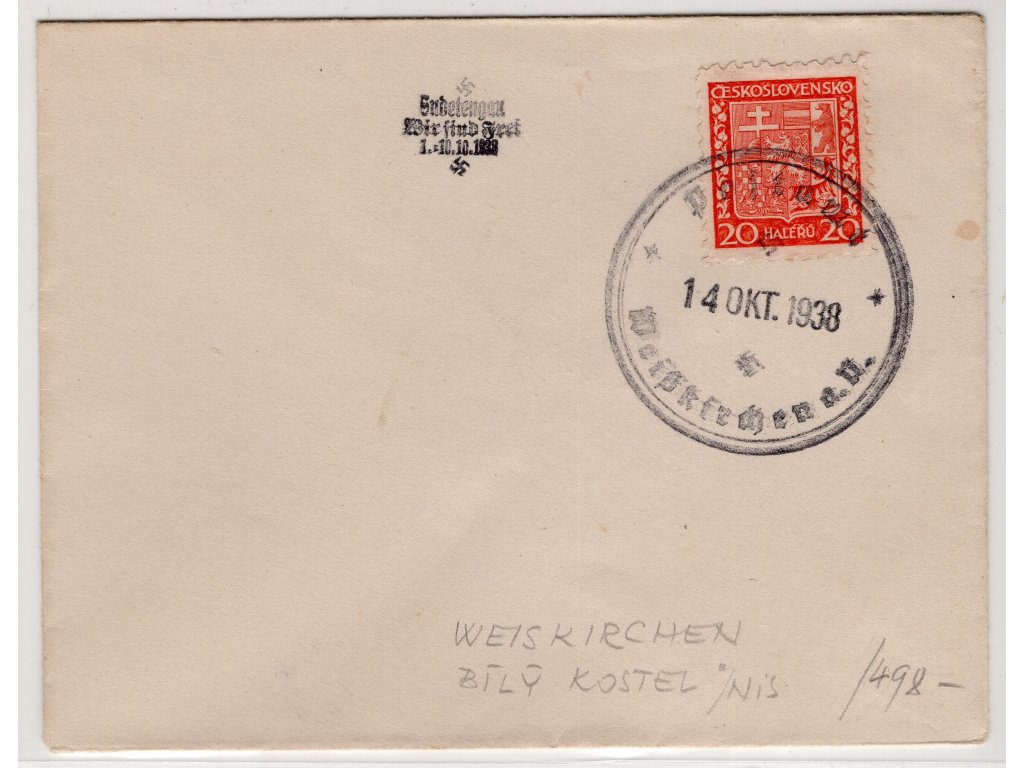 Sudetengau
Wir sind Frei
1.-10.10.1938
ČESKOSLOVENSKO
20 HALÉŘŮ 20
14 OKT. 1938
Weißkirchen a. N.
WEISKIRCHEN
BÍLÝ KOSTEL n/NIS
/498-